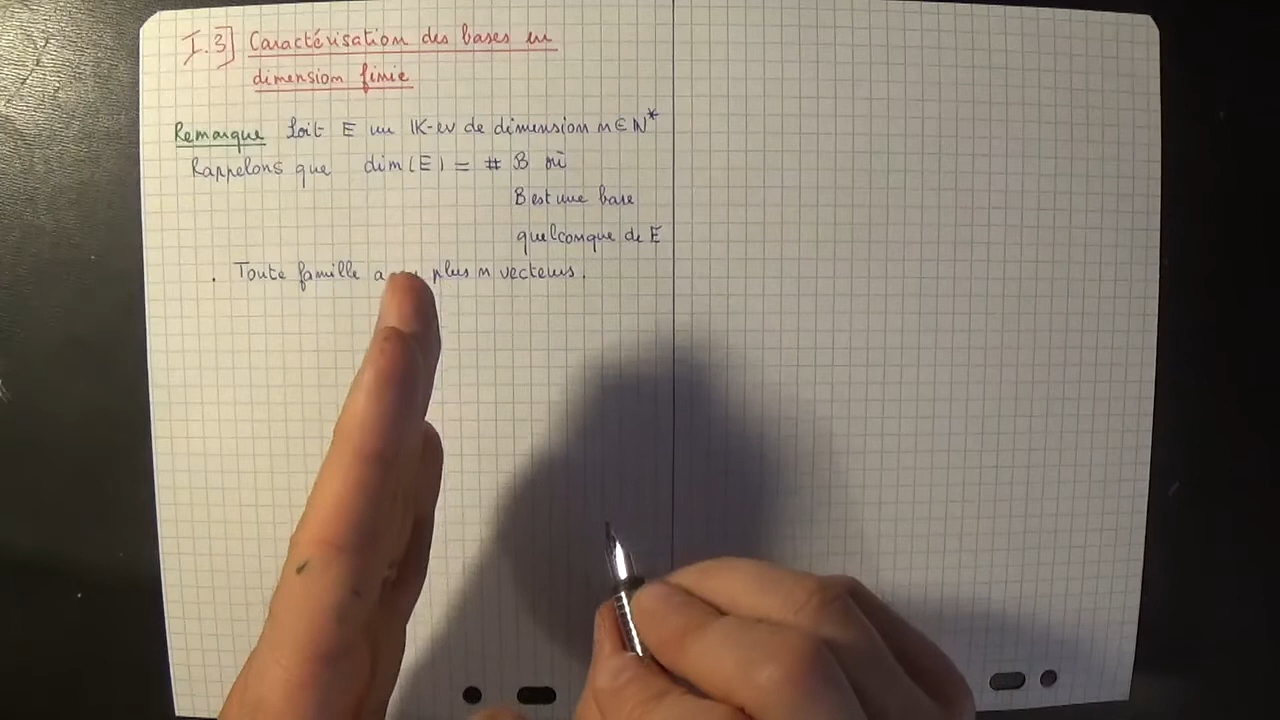 I.3] Caractérisation des bases en
dimension finie
Remarque Soit E un IK-ev de dimension n ∈ N*
Rappelons que dim(E) = # B où
B est une base
quelconque de E
. Toute famille a plus n vecteurs.